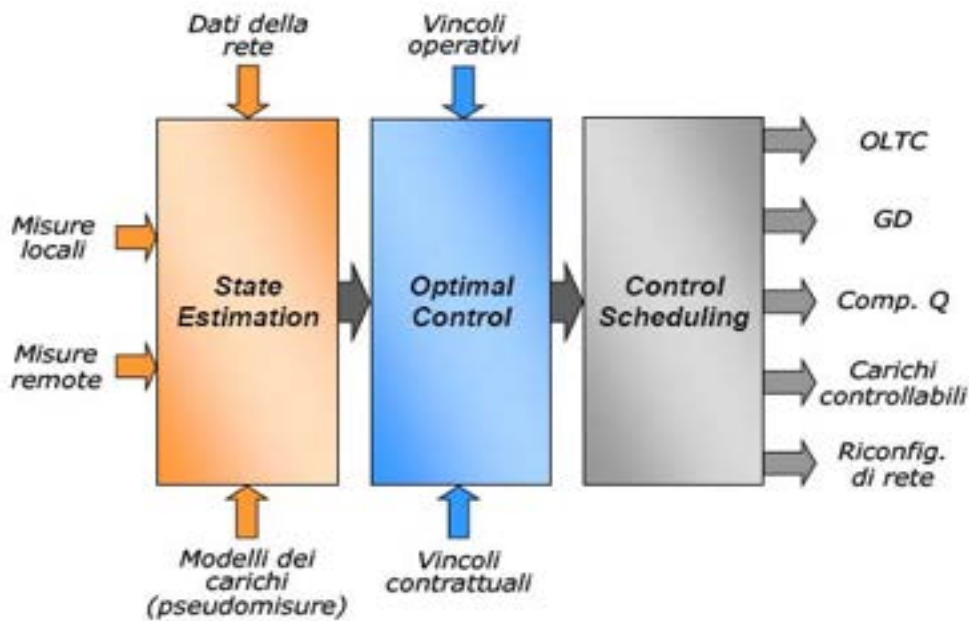 Dati della
rete
Vincoli
operativi
Misure
locali
Misure
remote
State
Estimation
Optimal
Control
Control
Scheduling
OLTC
GD
Comp. Q
Carichi
controllabili
Riconfig.
di rete
Modelli dei
carichi
(pseudomisure)
Vincoli
contrattuali